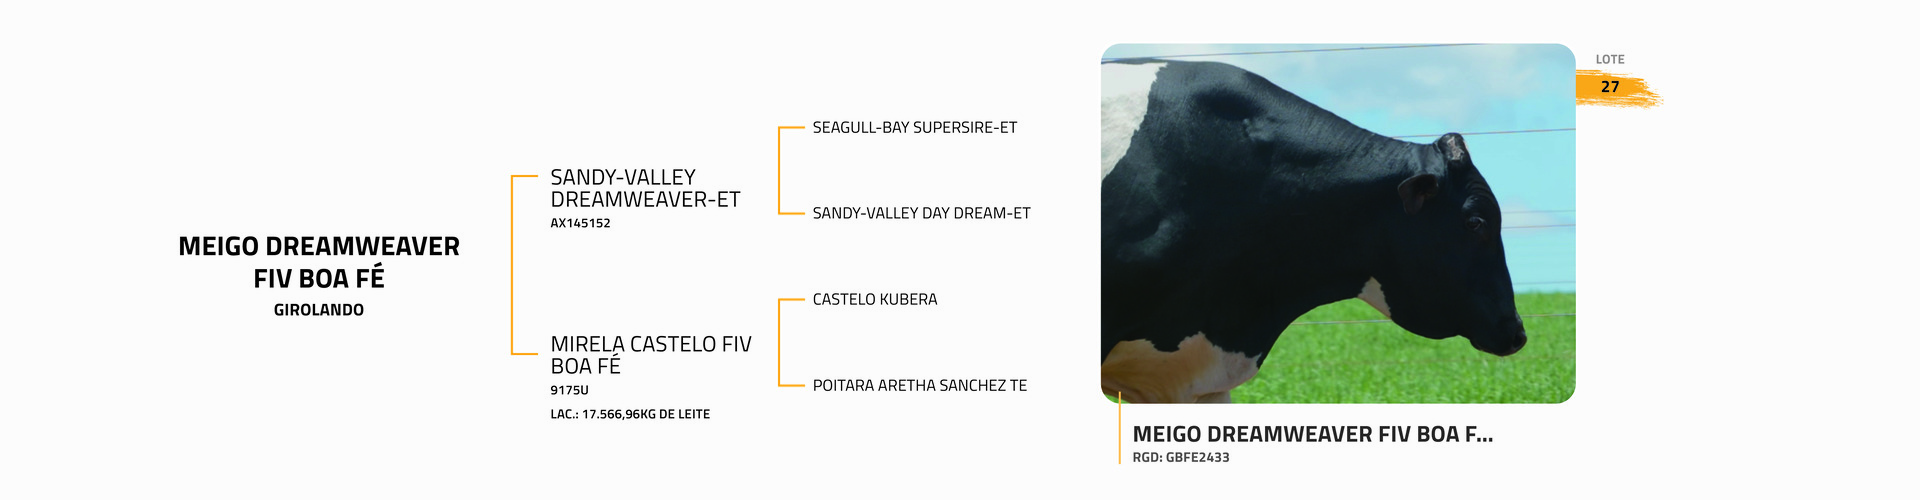 MEIGO DREAMWEAVER
FIV BOA FÉ
GIROLANDO
SANDY-VALLEY
DREAMWEAVER-ET
AX145152
MIRELA CASTELO FIV
BOA FÉ
9175U
LAC.: 17.566,96KG DE LEITE
SEAGULL-BAY SUPERSIRE-ET
SANDY-VALLEY DAY DREAM-ET
CASTELO KUBERA
POITARA ARETHA SANCHEZ TE
LOTE
27
MEIGO DREAMWEAVER FIV BOA F...
RGD: GBFE2433